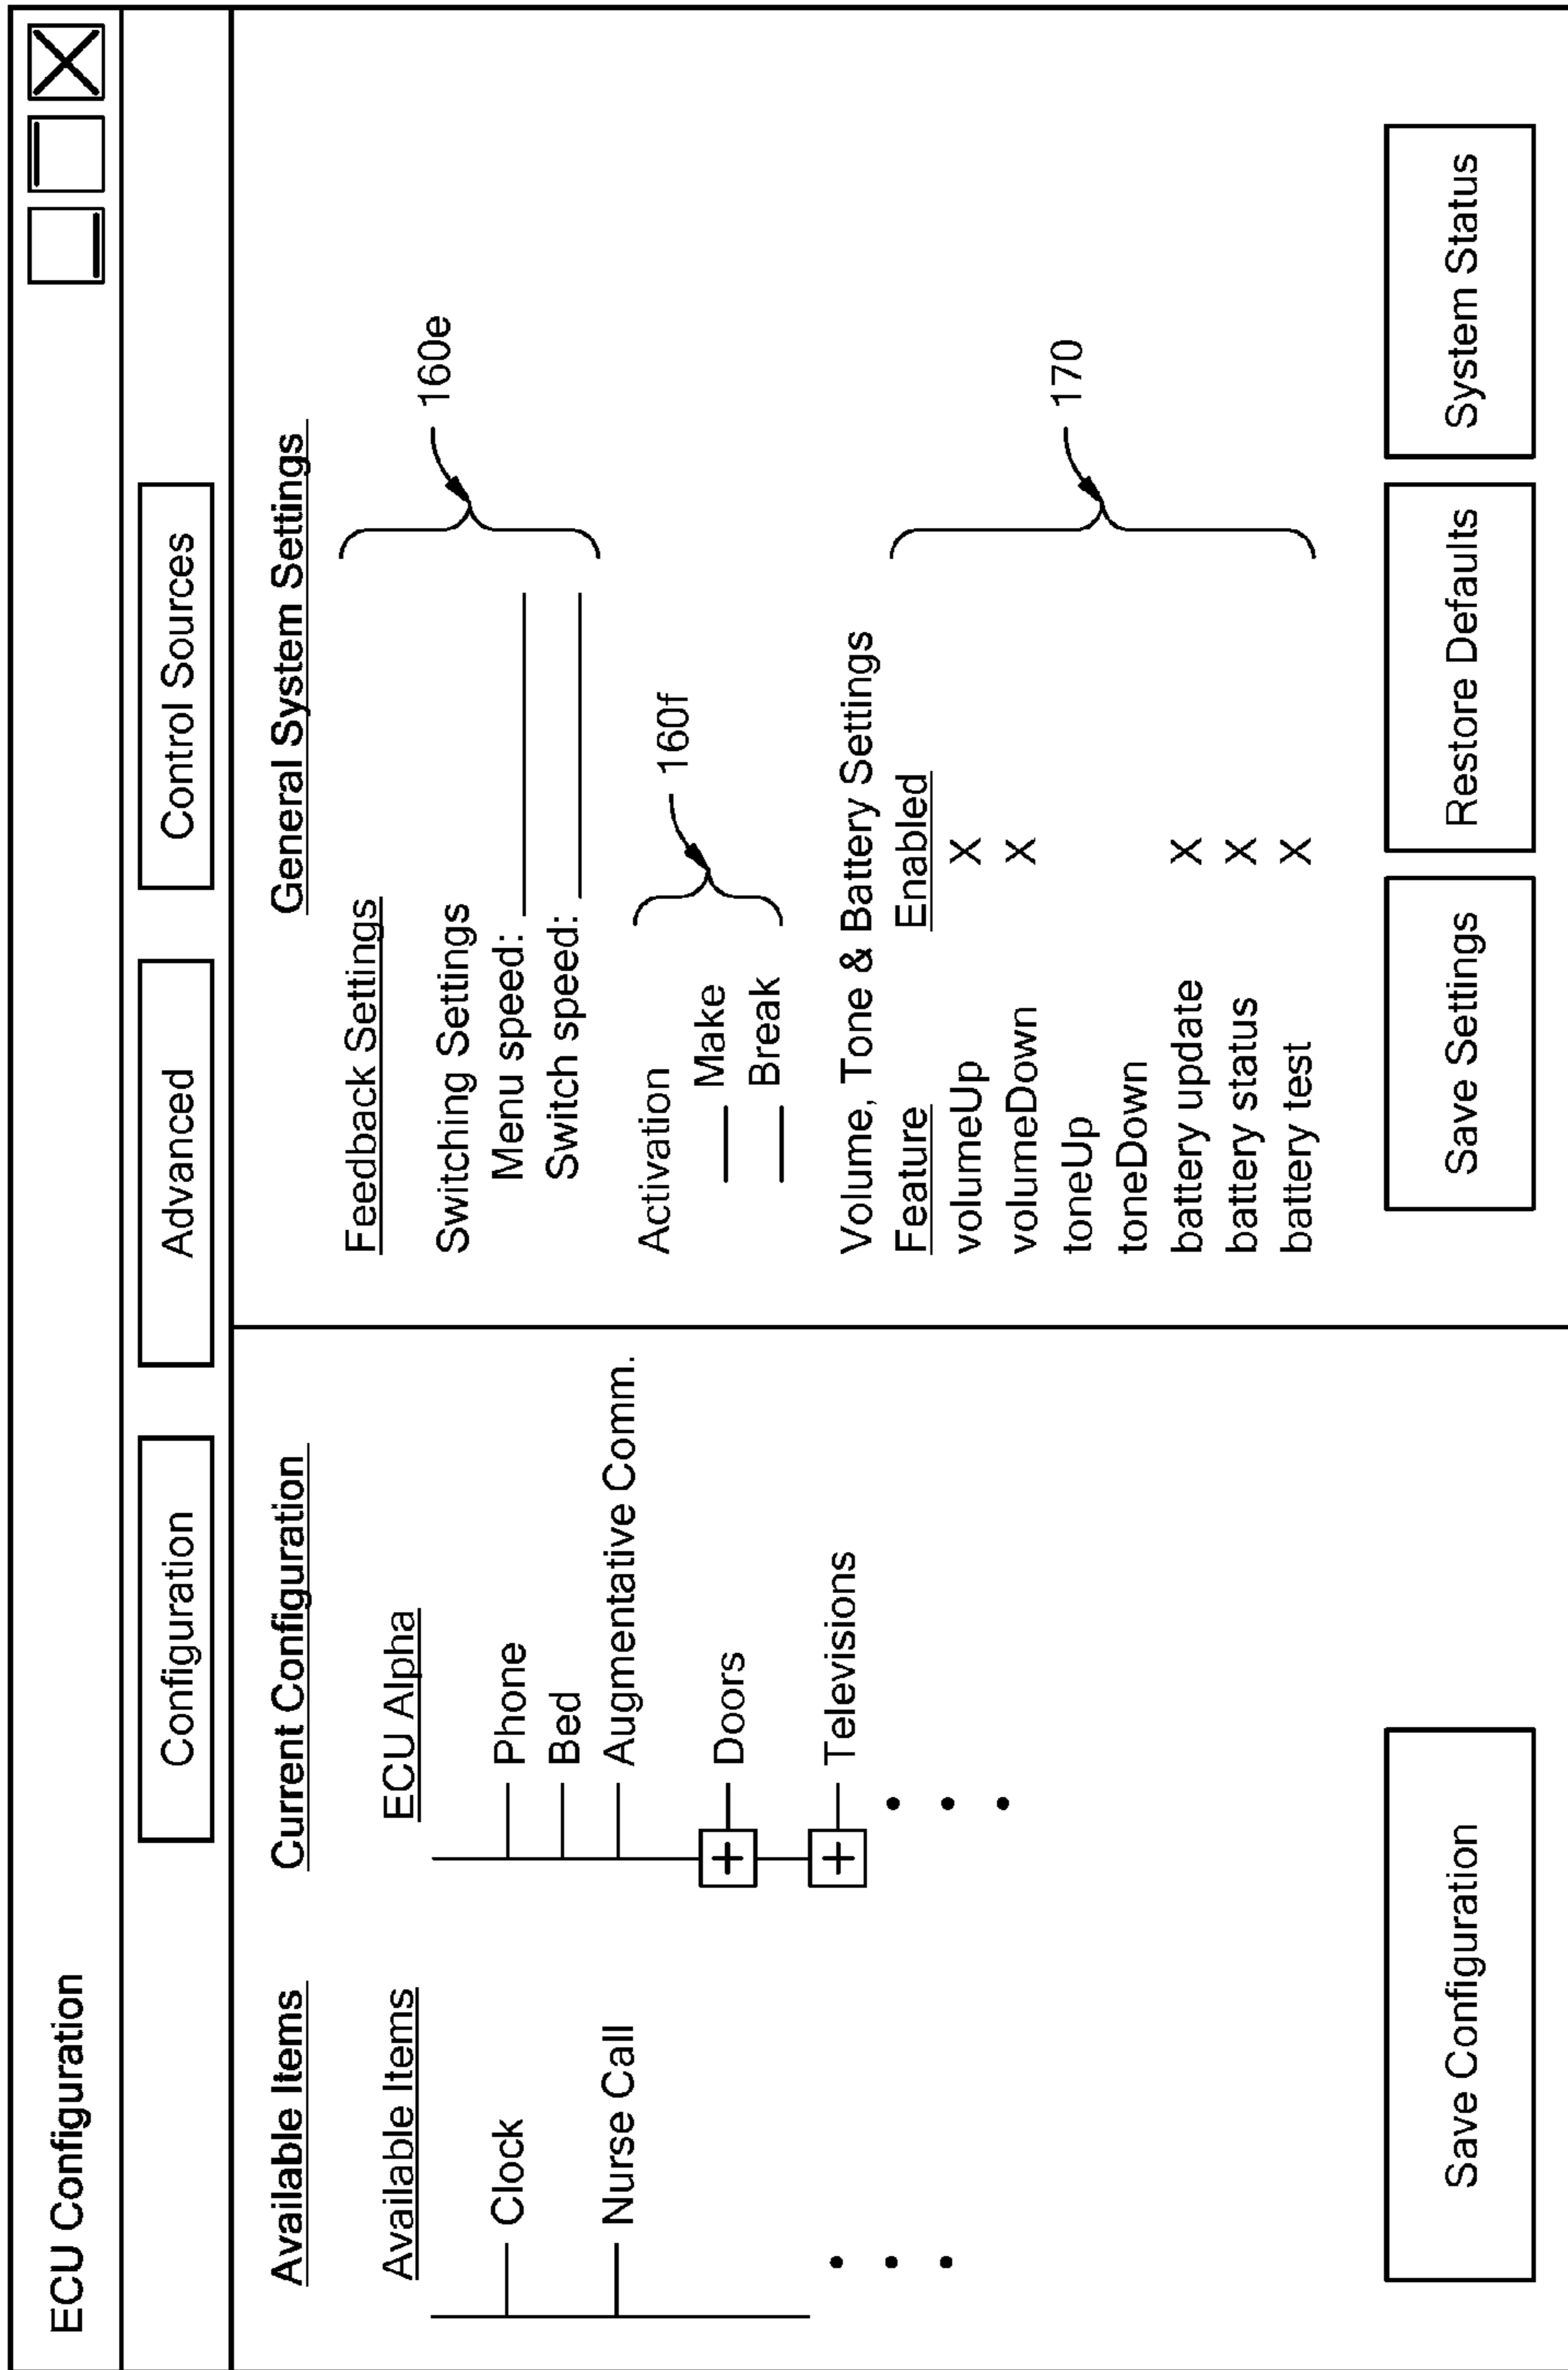 ECU Configuration
Configuration
Advanced
Control Sources
Available Items
Available Items
Clock
Nurse Call
Current Configuration
ECU Alpha
Phone
Bed
Augmentative Comm.
Doors
Televisions
Save Configuration
General System Settings
Feedback Settings
Switching Settings
Menu speed:
Switch speed:
160e
Activation
Make
Break
160f
Volume, Tone & Battery Settings
Feature Enabled
volumeUp X
volumeDown X
toneUp
toneDown
battery update X
battery status X
battery test X
170
Save Settings
Restore Defaults
System Status